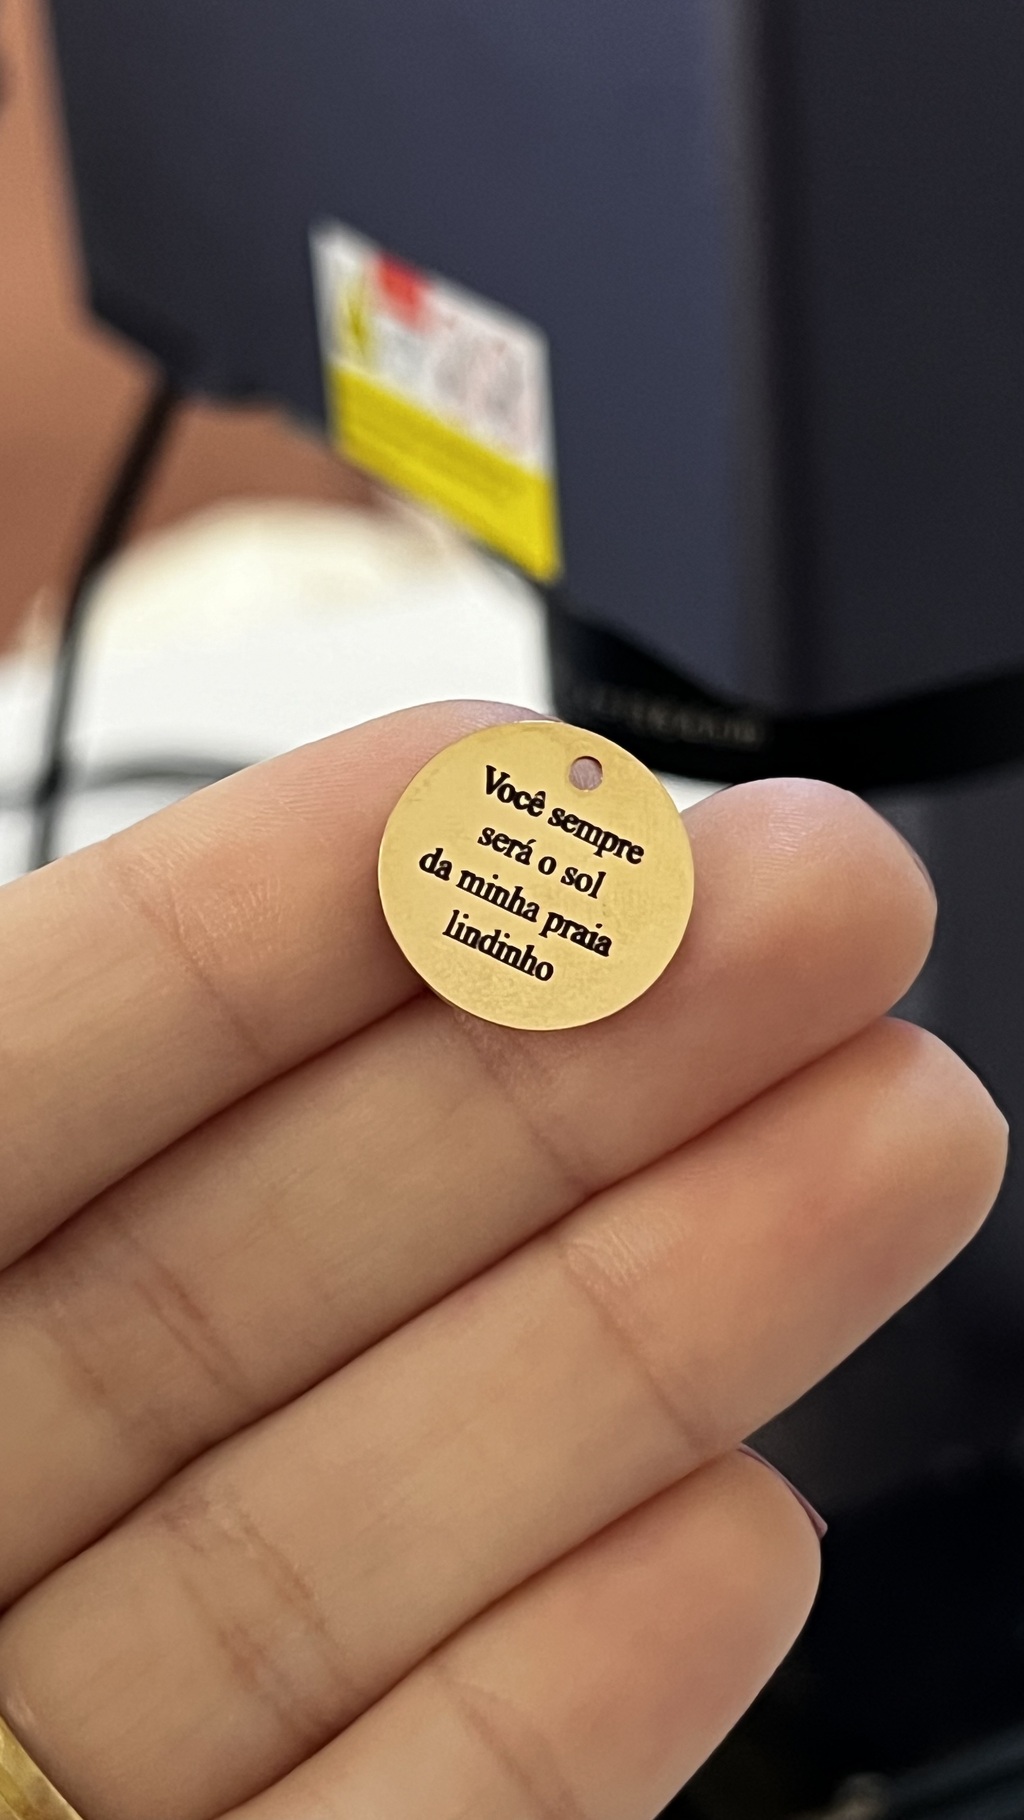 Você sempre
será o sol
da minha praia
lindinho